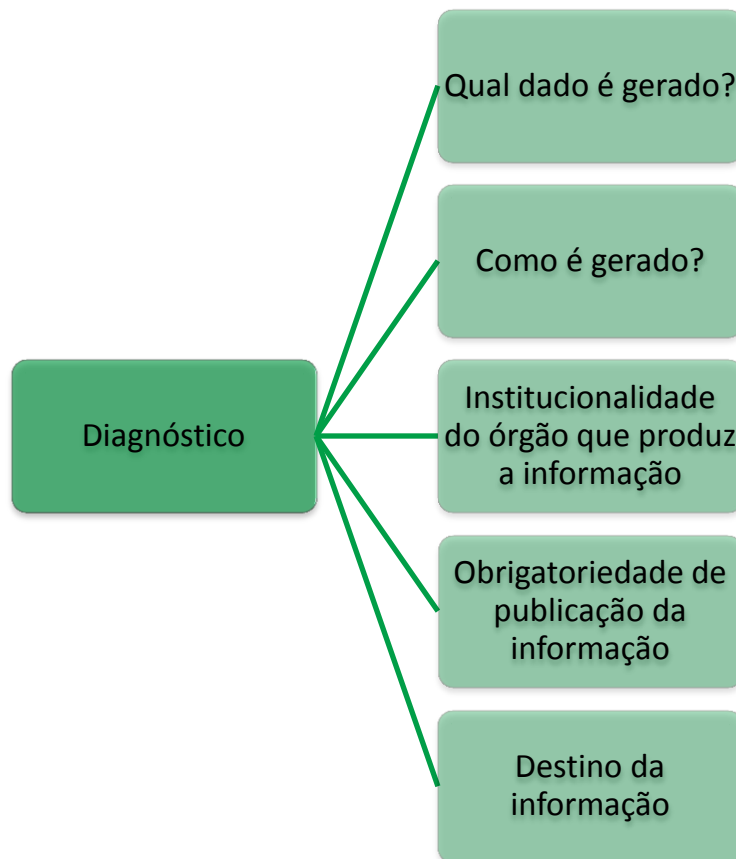 Qual dado é gerado?
Como é gerado?
Diagnóstico
Institucionalidade
do órgão que produz
a informação
Obrigatoriedade de
publicação da
informação
Destino da
informação